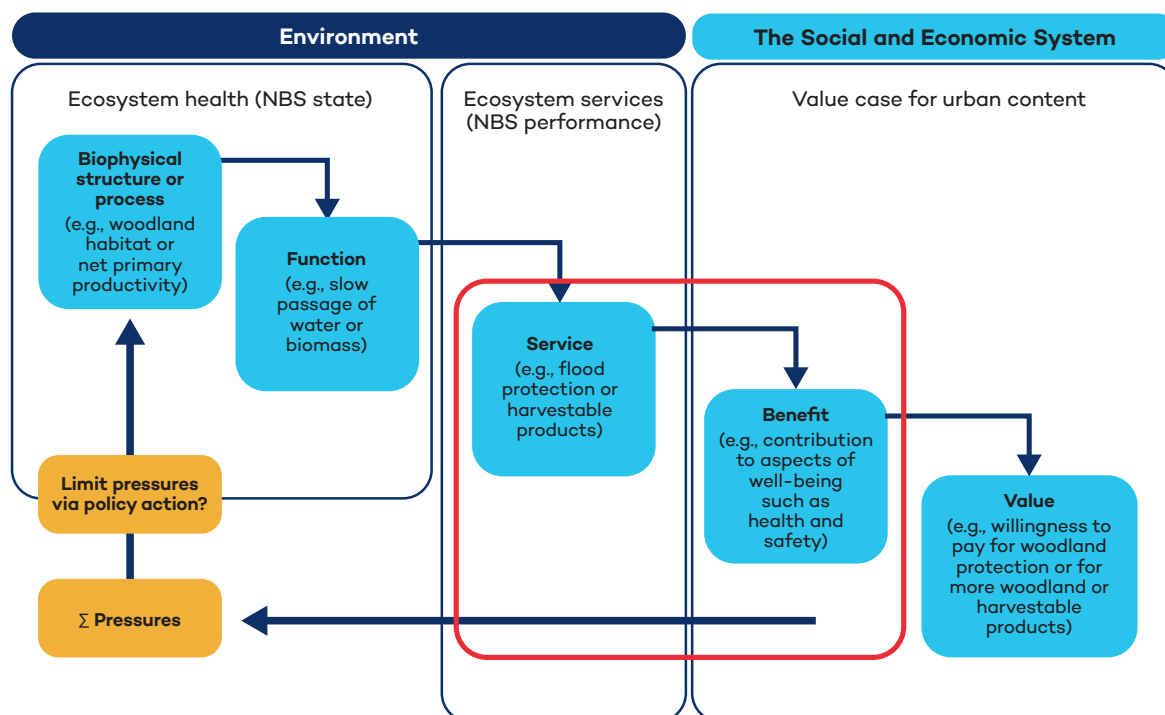 Environment
The Social and Economic System
Ecosystem health (NBS state)
Ecosystem services
(NBS performance)
Value case for urban content
Biophysical
structure or
process
(e.g., woodland
habitat or
net primary
productivity)
Function
(e.g., slow
passage of
water or
biomass)
Service
(e.g., flood
protection or
harvestable
products)
Benefit
(e.g., contribution
to aspects of
well-being
such as
health and
safety)
Value
(e.g., willingness to
pay for woodland
protection or for
more woodland or
harvestable
products)
Limit pressures
via policy action?
∑ Pressures